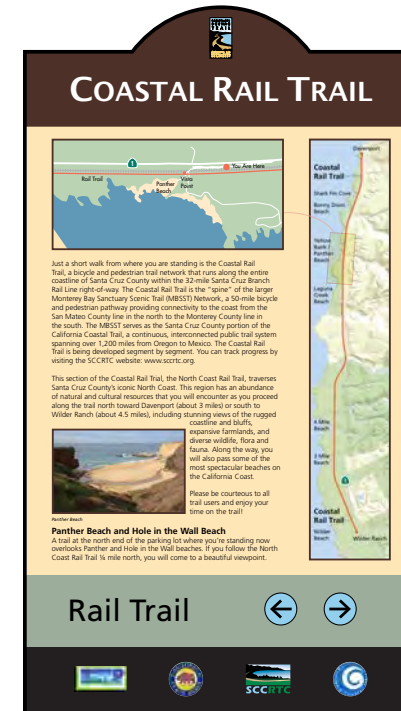 COASTAL RAIL TRAIL
1
You Are Here
Rail Trail
Panther
Beach
Vista
Point
Davenport
Coastal
Rail Trail
Shark Fin Cove
Bonny Doon
Beach
Yellow
Bank /
Panther
Beach
Laguna
Creek
Beach
4 Mile
Beach
3 Mile
Beach
1
Coastal
Rail Trail
Wilder
Beach
Wilder Ranch
Just a short walk from where you are standing is the Coastal Rail
Trail, a bicycle and pedestrian trail network that runs along the entire
coastline of Santa Cruz County within the 32-mile Santa Cruz Branch
Rail Line right-of-way. The Coastal Rail Trail is the "spine" of the larger
Monterey Bay Sanctuary Scenic Trail (MBSST) Network, a 50-mile bicycle
and pedestrian pathway providing connectivity to the coast from the
San Mateo County line in the north to the Monterey County line in
the south. The MBSST serves as the Santa Cruz County portion of the
California Coastal Trail, a continuous, interconnected public trail system
spanning over 1,200 miles from Oregon to Mexico. The Coastal Rail
Trail is being developed segment by segment. You can track progress by
visiting the SCCRTC website: www.sccrtc.org.
This section of the Coastal Rail Trial, the North Coast Rail Trail, traverses
Santa Cruz County's iconic North Coast. This region has an abundance
of natural and cultural resources that you will encounter as you proceed
along the trail north toward Davenport (about 3 miles) or south to
Wilder Ranch (about 4.5 miles), including stunning views of the rugged
coastline and bluffs,
expansive farmlands, and
diverse wildlife, flora and
fauna. Along the way, you
will also pass some of the
most spectacular beaches on
the California Coast.
Please be courteous to all
trail users and enjoy your
time on the trail!
Panther Beach
Panther Beach and Hole in the Wall Beach
A trail at the north end of the parking lot where you're standing now
overlooks Panther and Hole in the Wall beaches. If you follow the North
Coast Rail Trail ¼ mile north, you will come to a beautiful viewpoint.
Rail Trail
SCCRTC